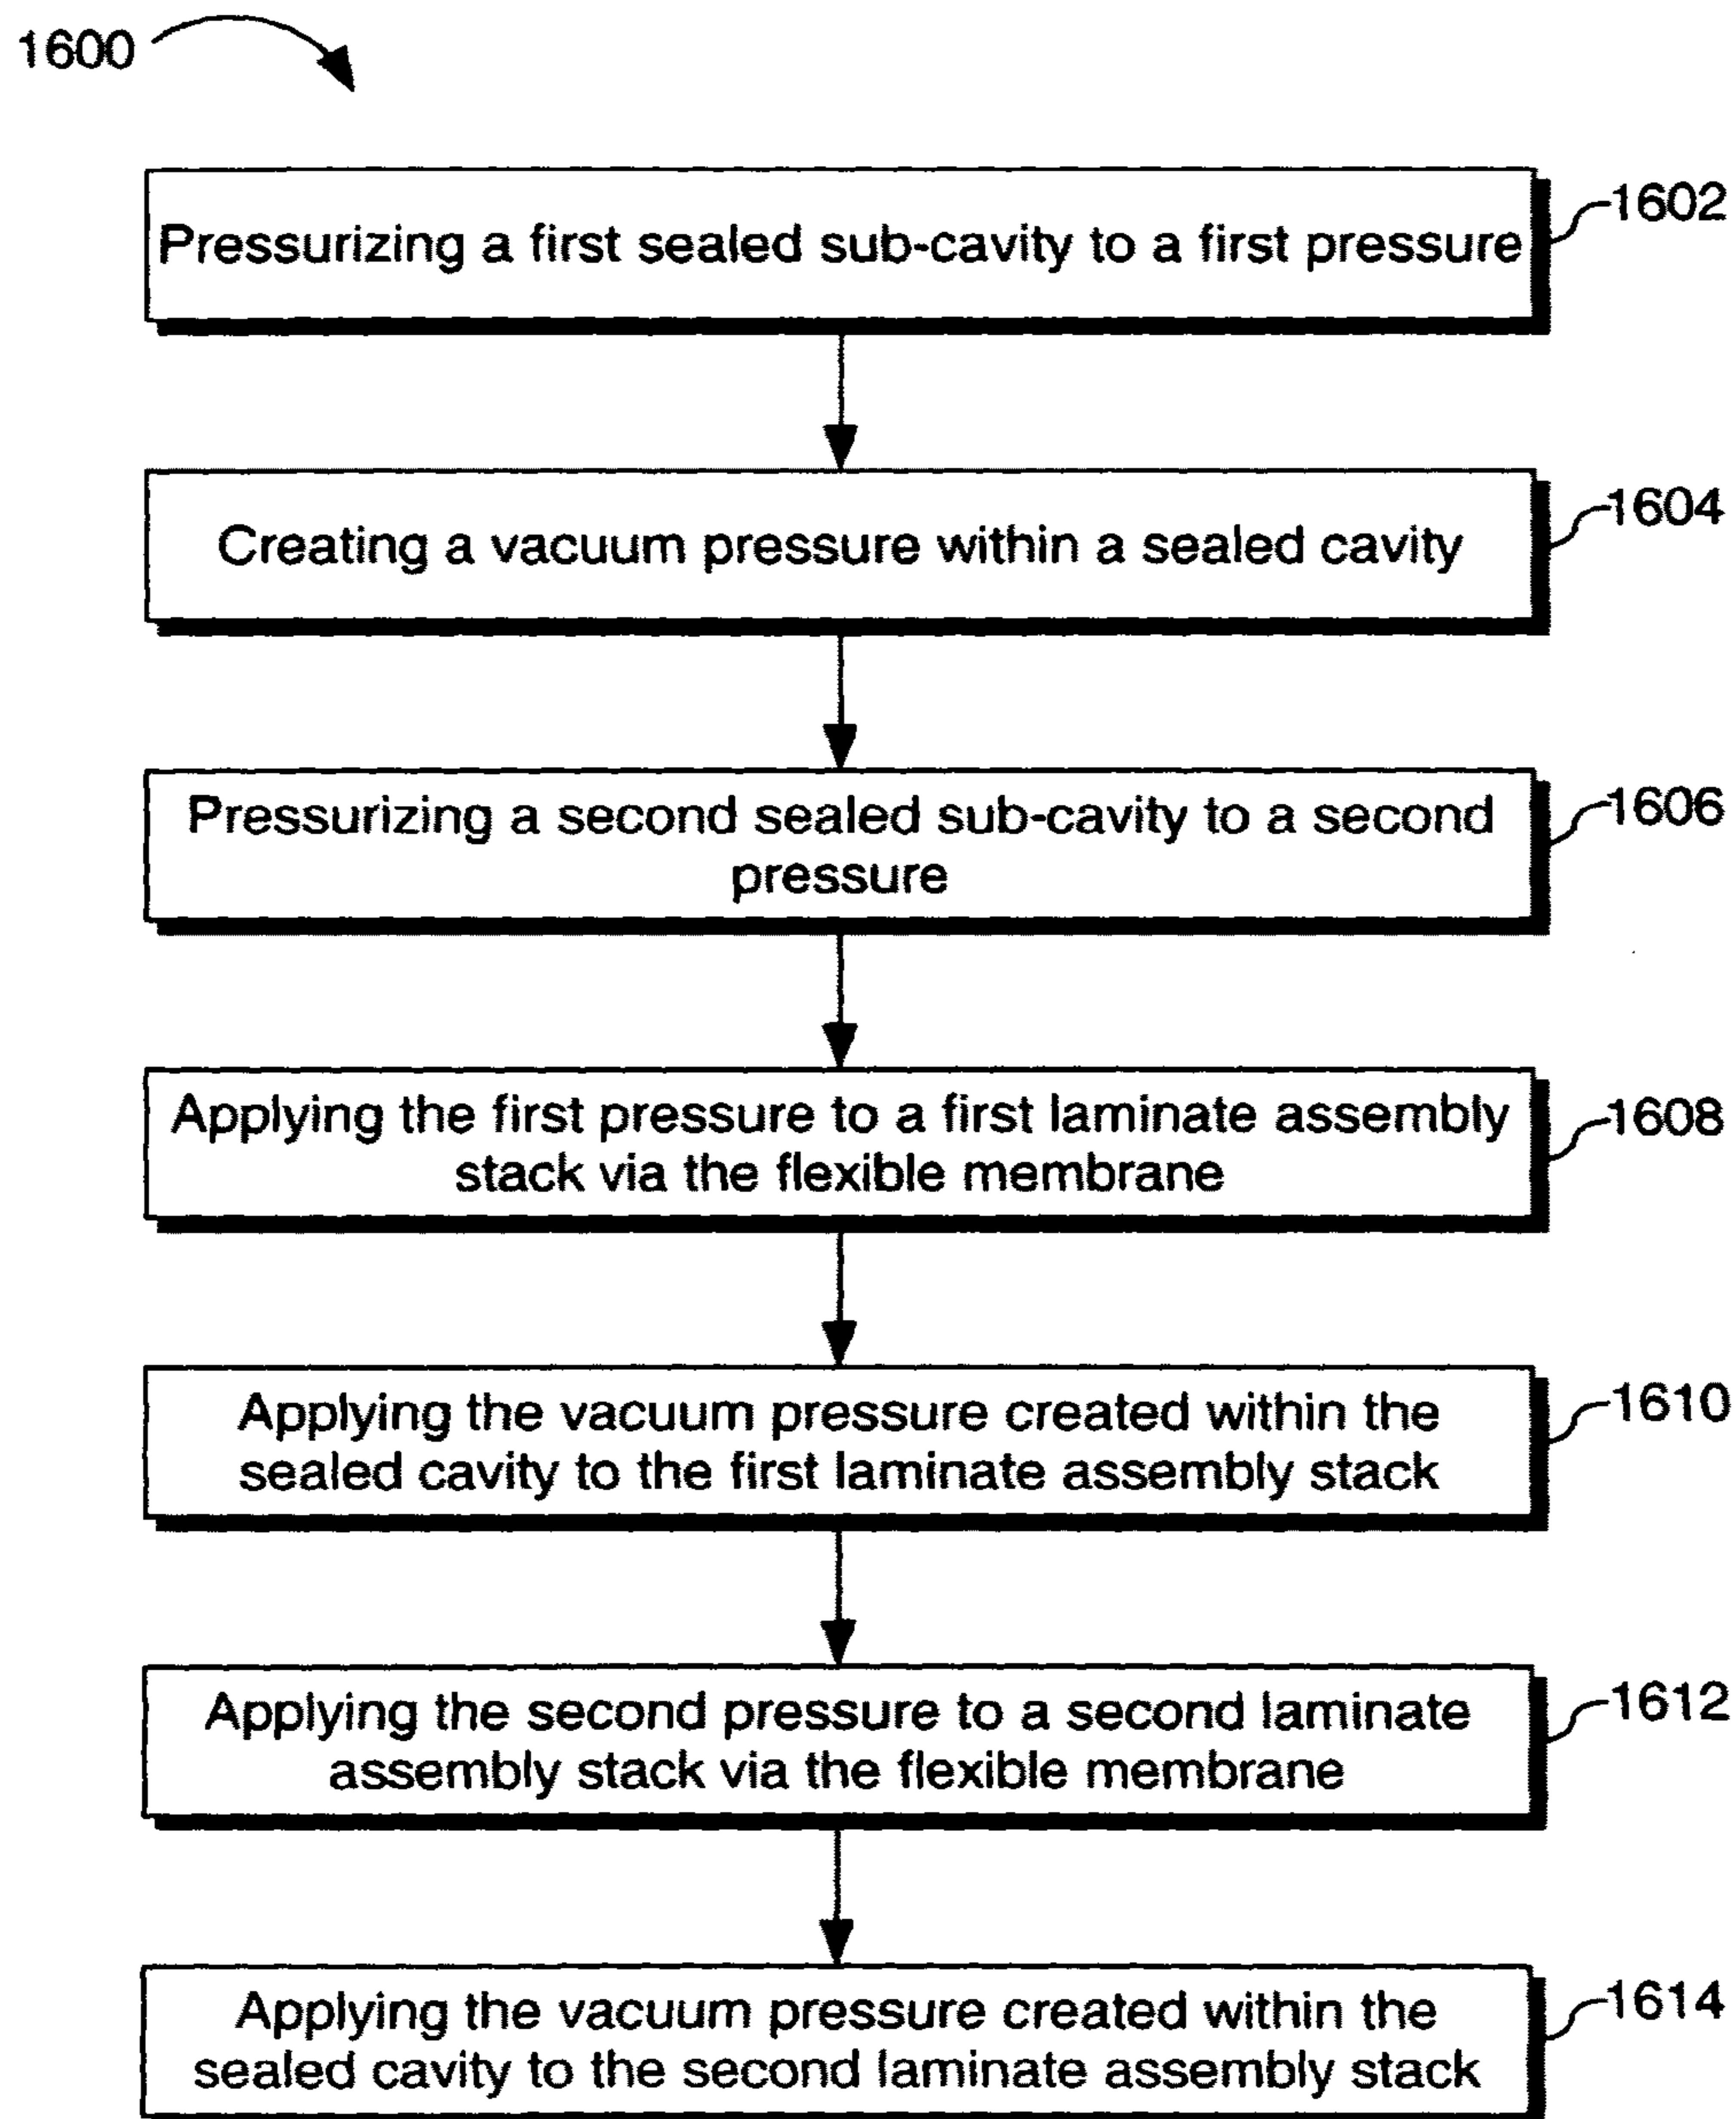 1600
Pressurizing a first sealed sub-cavity to a first pressure
1602
Creating a vacuum pressure within a sealed cavity
1604
Pressurizing a second sealed sub-cavity to a second
pressure
1606
Applying the first pressure to a first laminate assembly
stack via the flexible membrane
1608
Applying the vacuum pressure created within the
sealed cavity to the first laminate assembly stack
1610
Applying the second pressure to a second laminate
assembly stack via the flexible membrane
1612
Applying the vacuum pressure created within the
sealed cavity to the second laminate assembly stack
1614